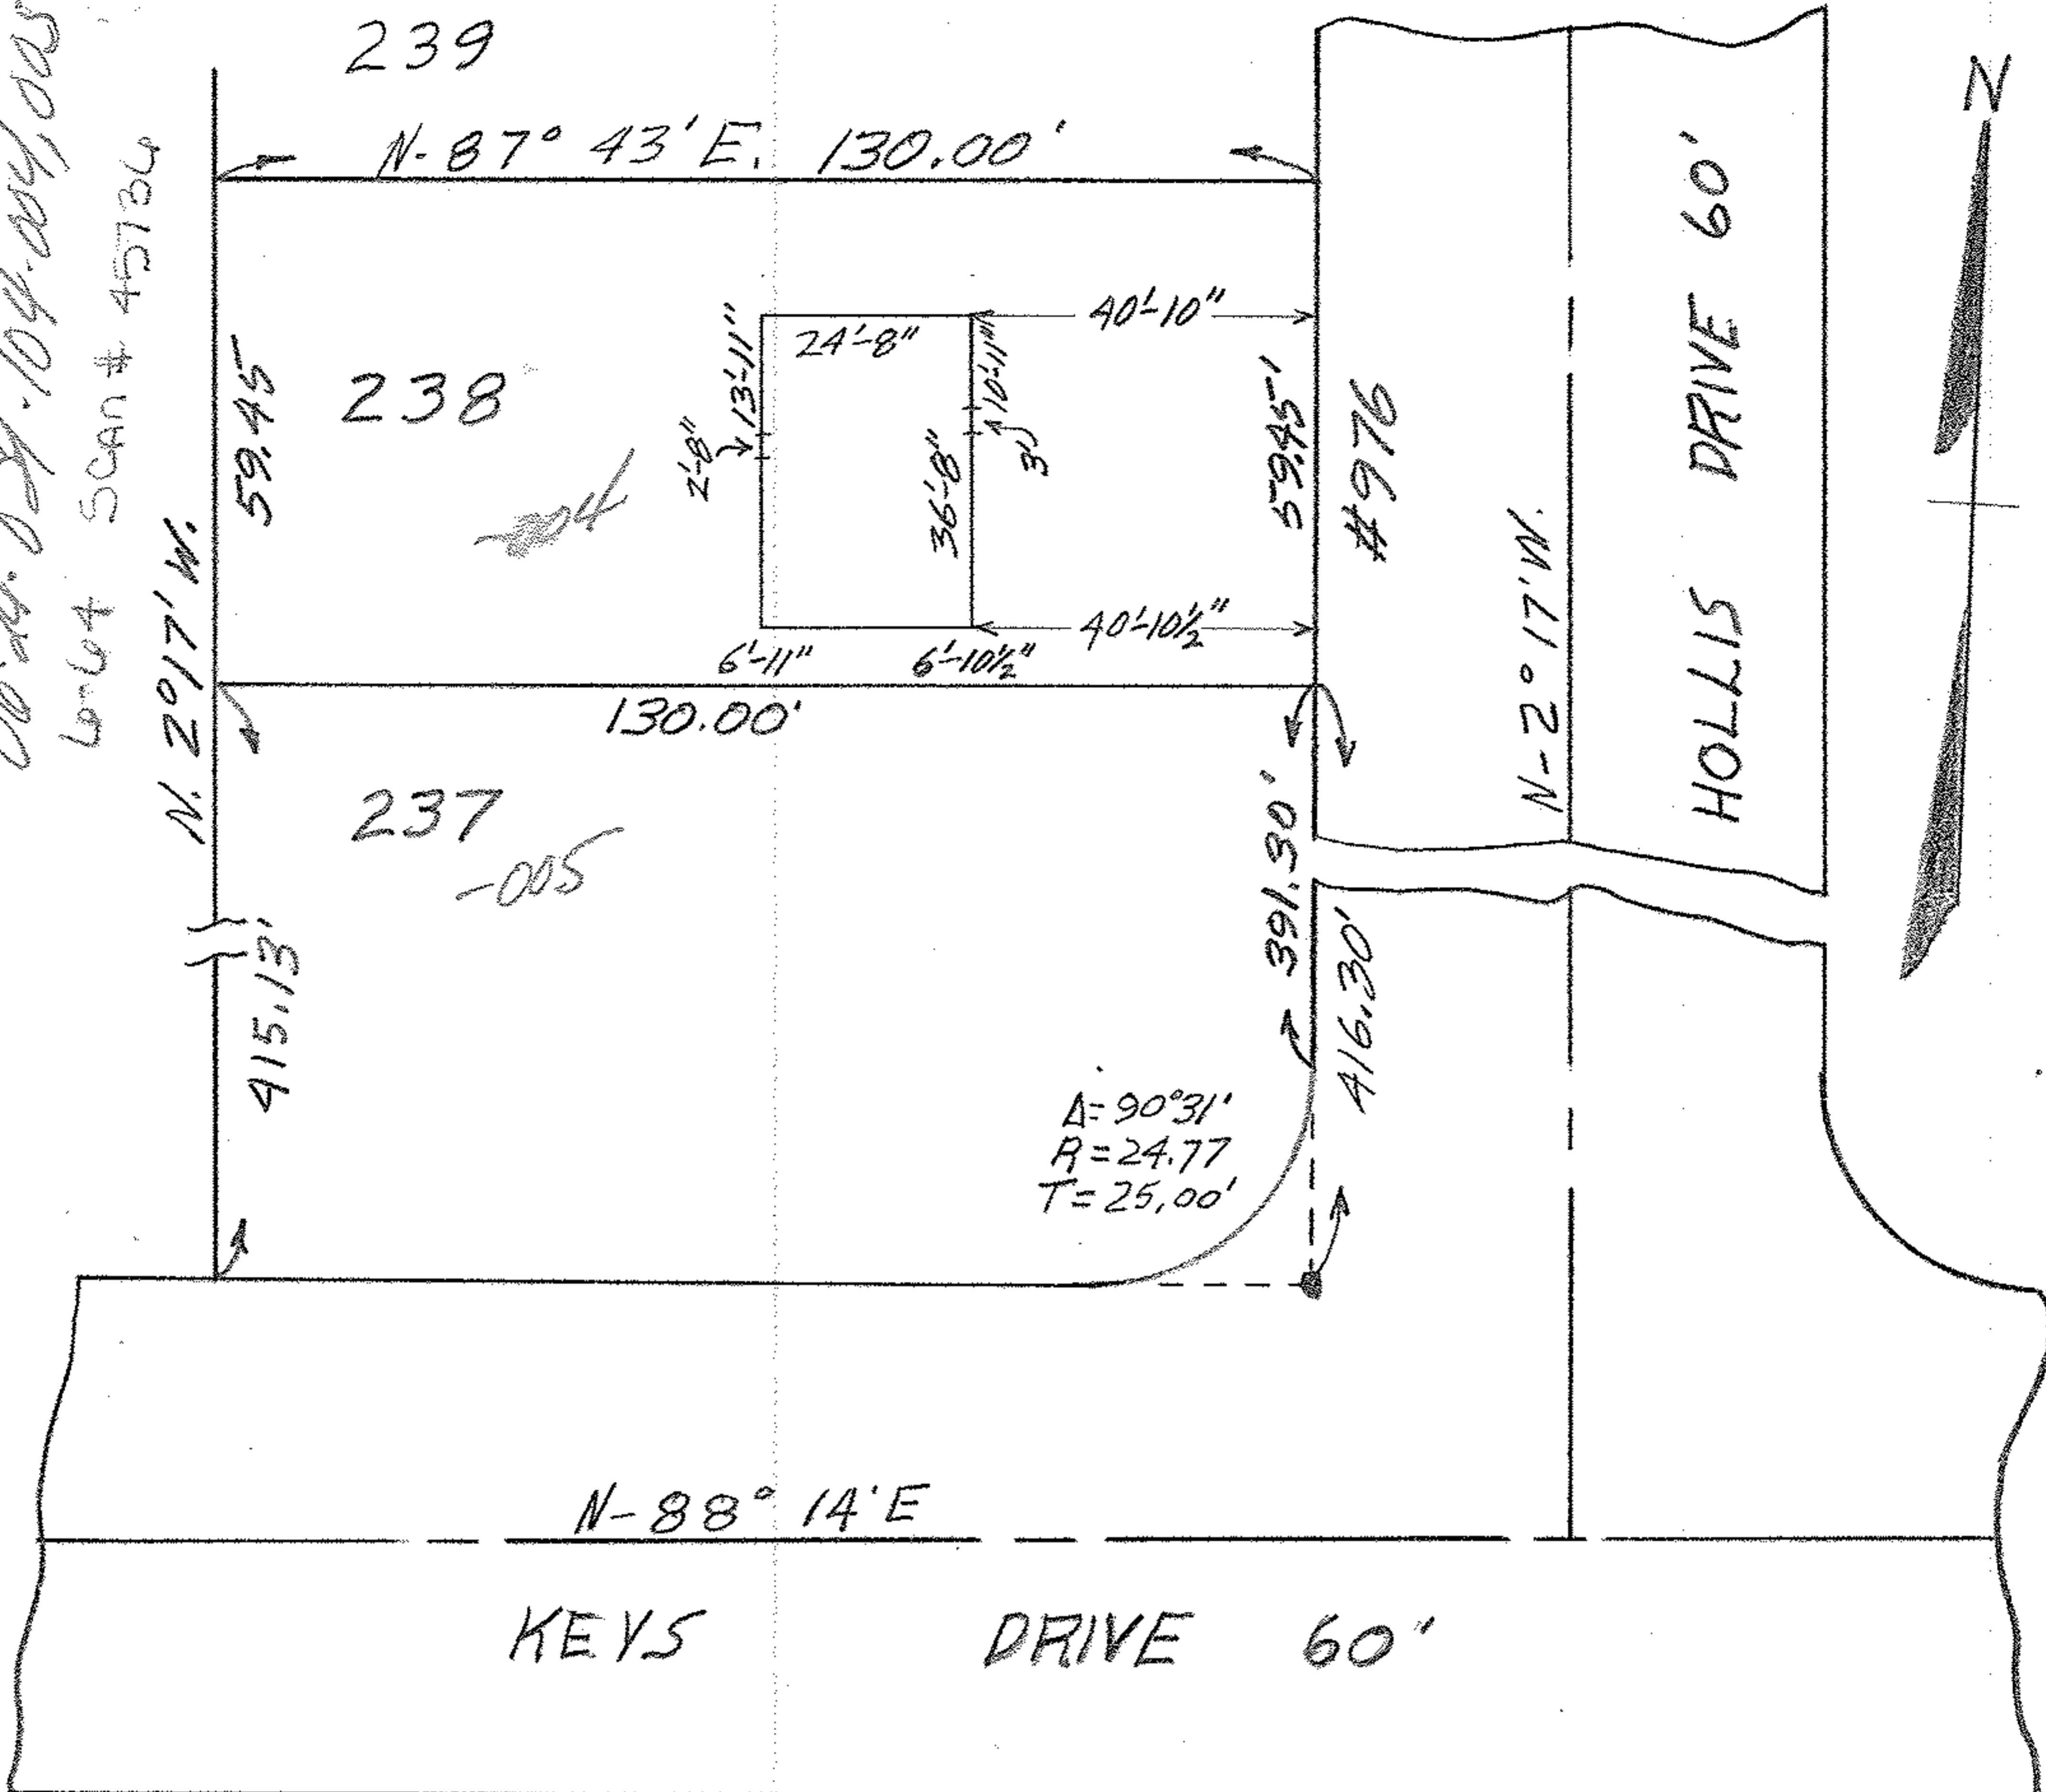 239
N-87° 43' E. 130.00'
SCAN # 45736
N. 2°17' W.
59.45
238
13'-11"
24'-8"
2'-8"
36'-8"
10'-11"
3'
40'-10"
59.45'
#976
N-2°17'W.
HOLLIS DRIVE 60'
N
40'-10½"
6'-11"
6'-10½"
130.00'
237
-005
415.13'
391.30'
416.30'
Δ=90°31'
R=24.77
T=25.00'
N-88° 14'E
KEYS DRIVE 60'